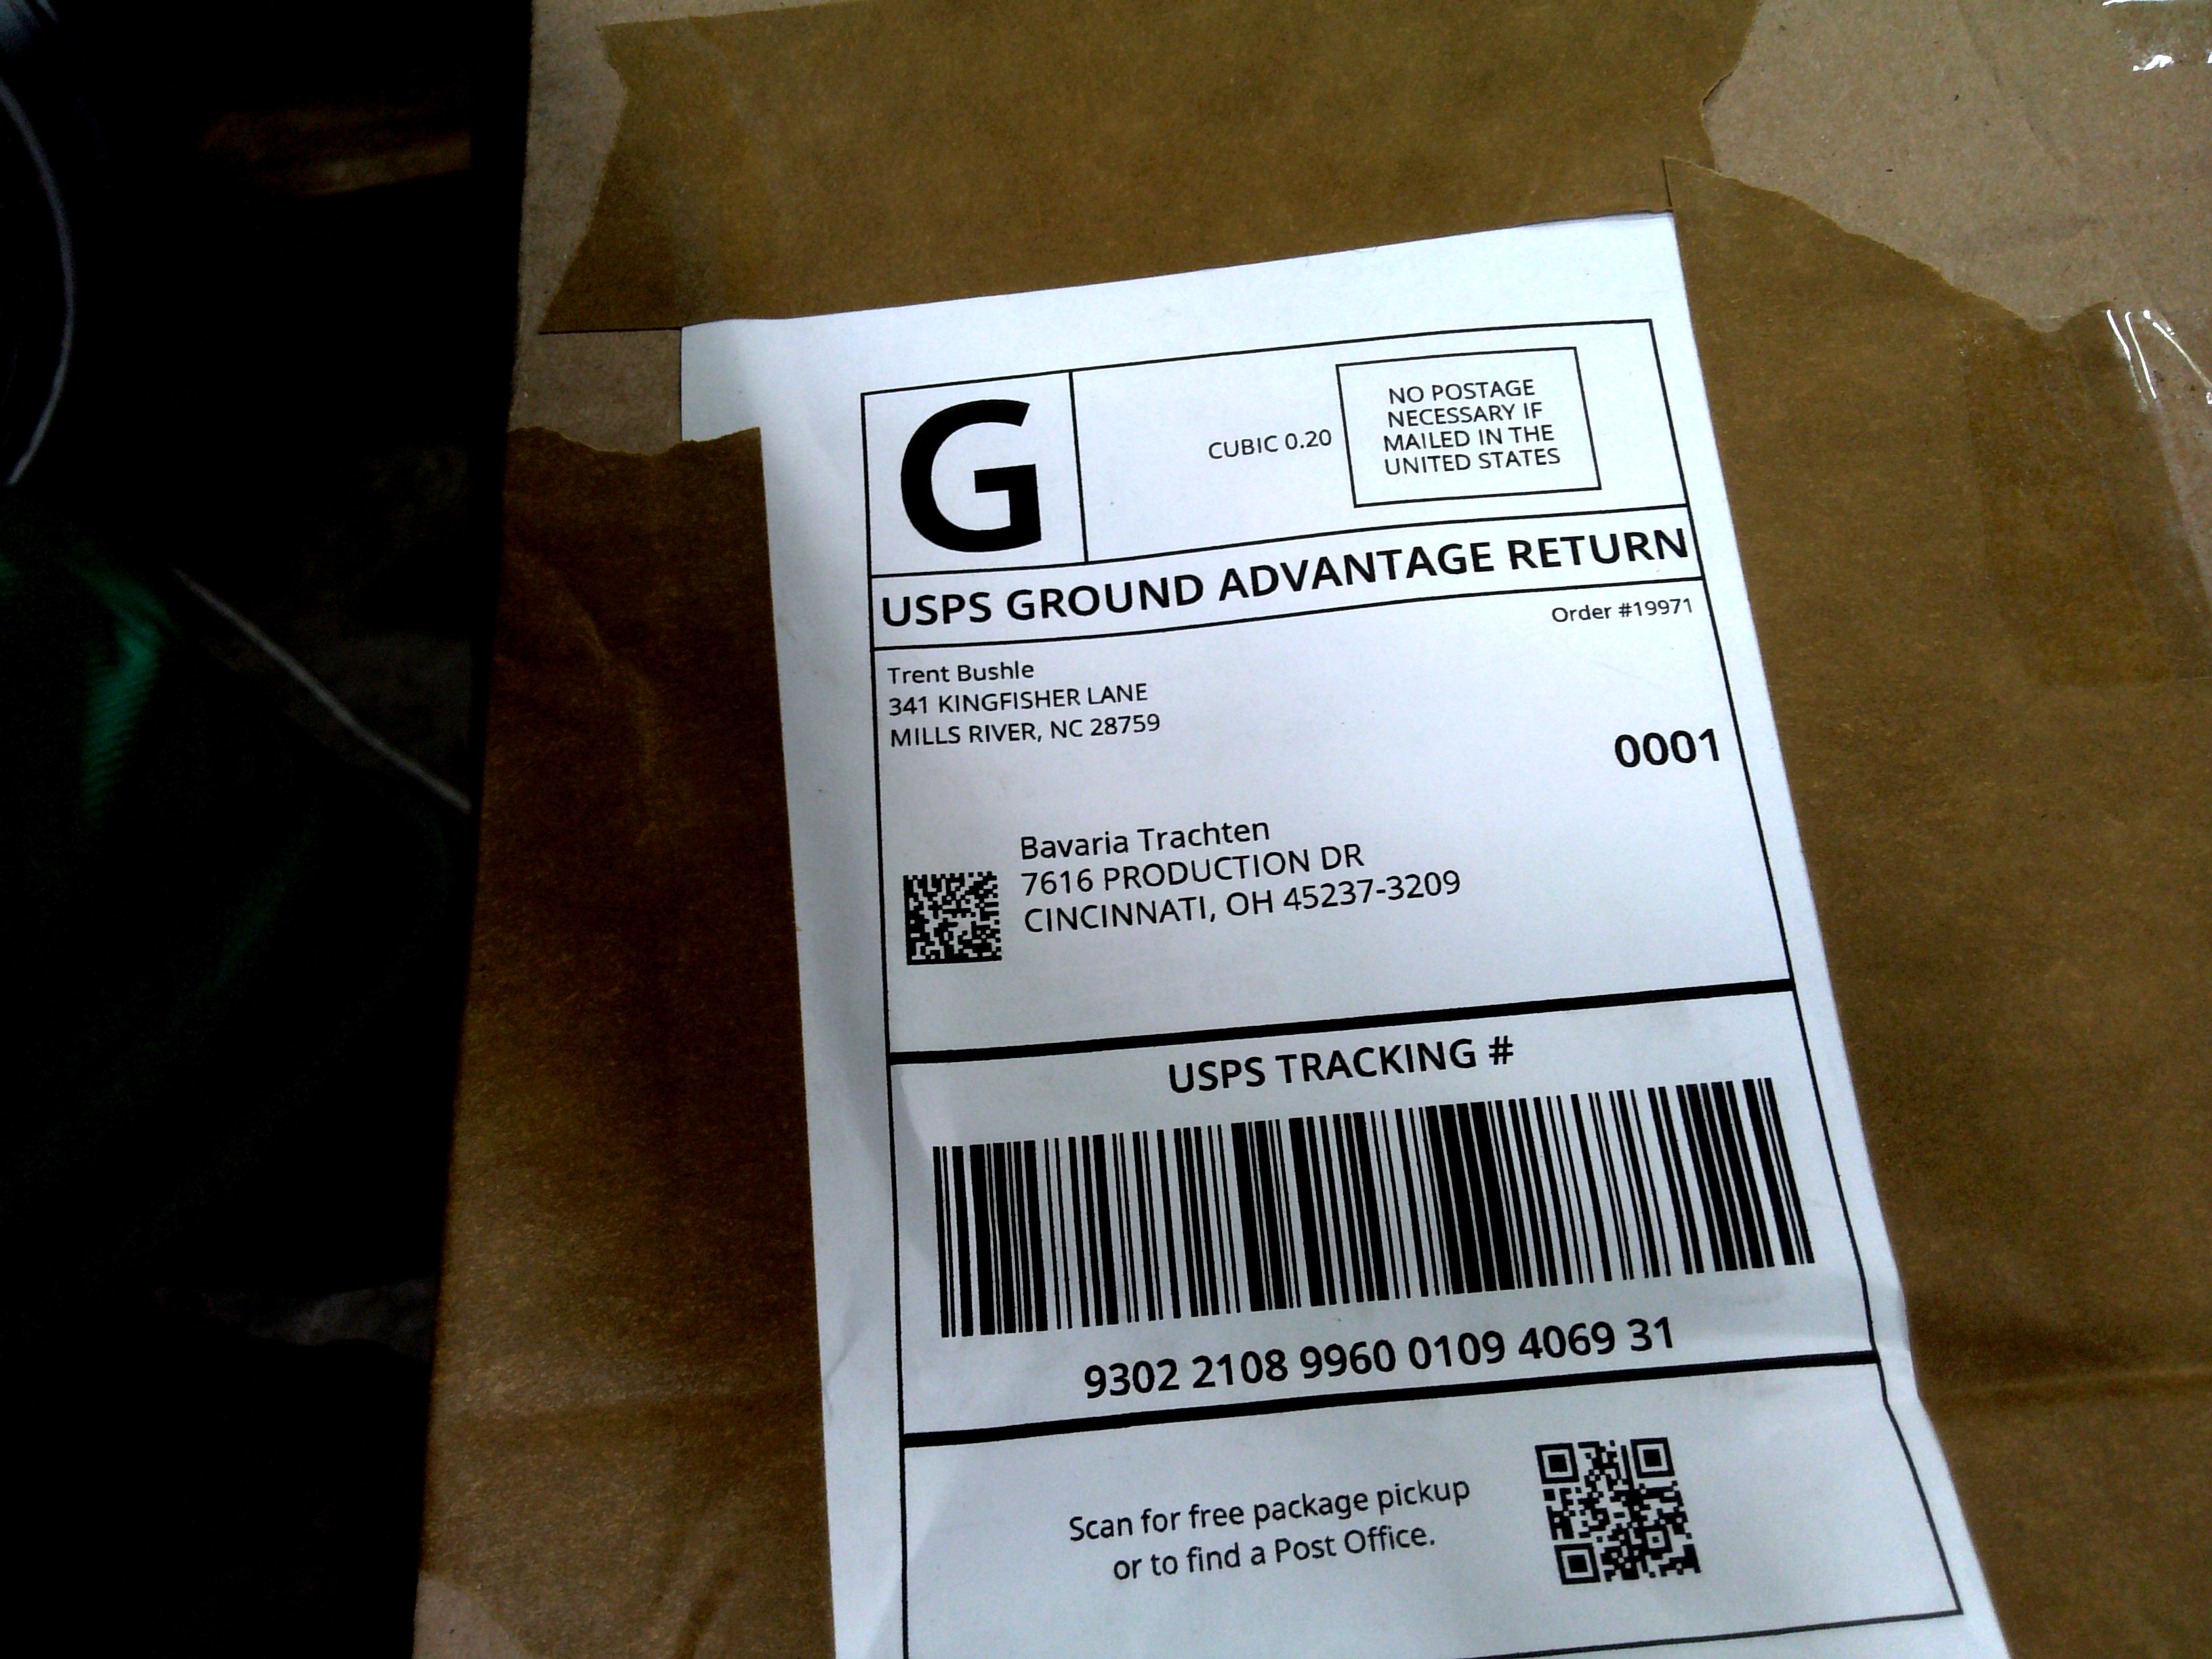 G
CUBIC 0.20
NO POSTAGE
NECESSARY IF
MAILED IN THE
UNITED STATES
USPS GROUND ADVANTAGE RETURN
Order #19971
Trent Bushle
341 KINGFISHER LANE
MILLS RIVER, NC 28759
0001
Bavaria Trachten
7616 PRODUCTION DR
CINCINNATI, OH 45237-3209
USPS TRACKING #
9302 2108 9960 0109 4069 31
Scan for free package pickup
or to find a Post Office.